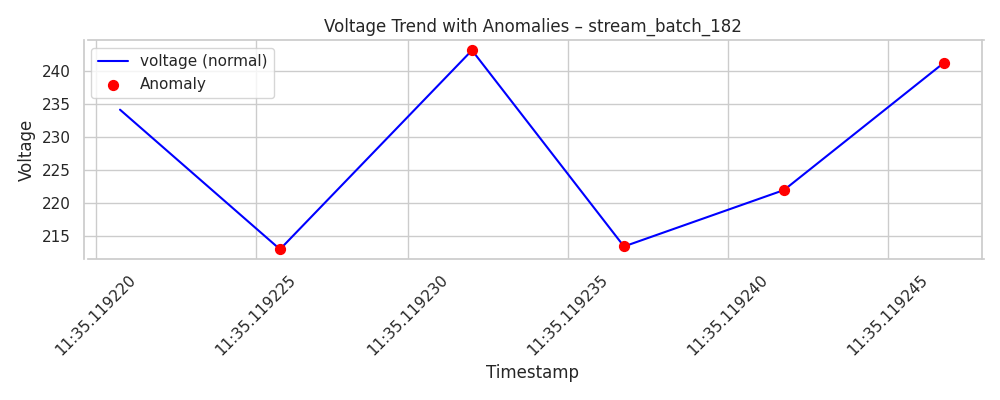 Voltage Trend with Anomalies – stream_batch_182
voltage (normal)
Anomaly
Voltage
240
235
230
225
220
215
11:35.119220
11:35.119225
11:35.119230
11:35.119235
11:35.119240
11:35.119245
Timestamp